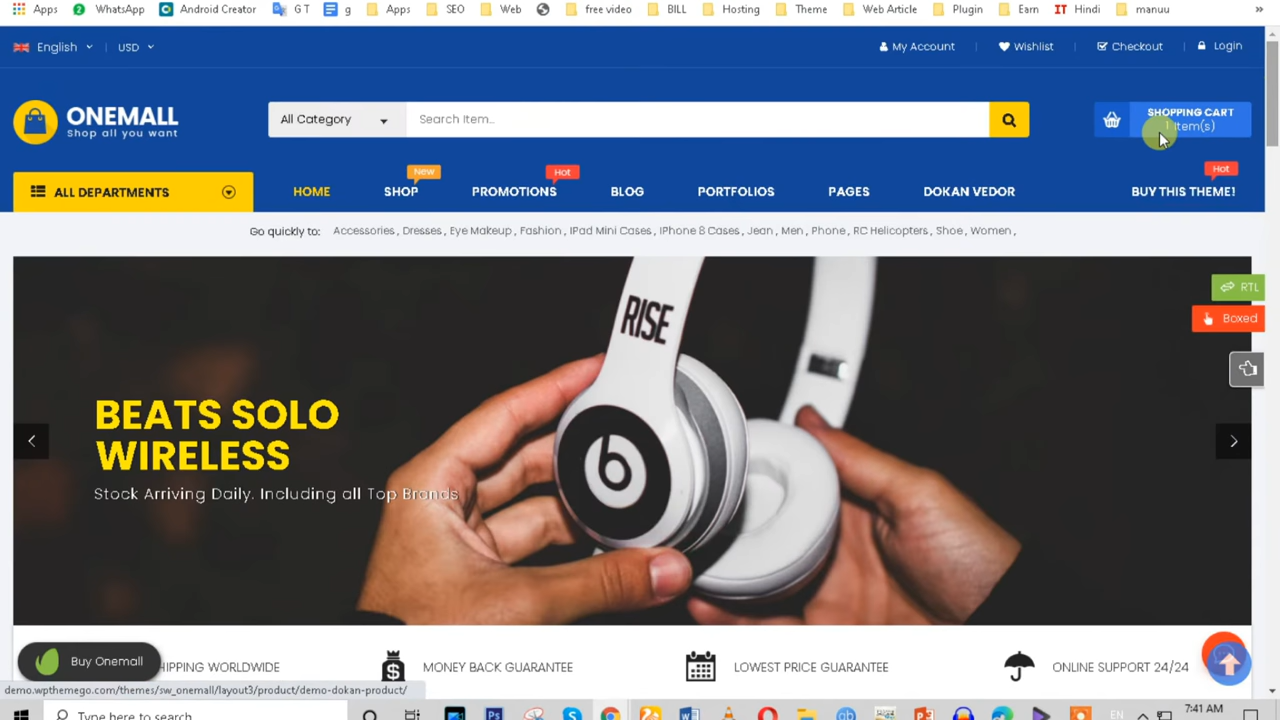 Apps WhatsApp Android Creator G T g Apps SEO Web free video BILL Hosting Theme Web Article Plugin Earn IT Hindi manuu »
English USD My Account Wishlist Checkout Login
ONEMALL
Shop all you want
All Category Search Item...
SHOPPING CART
1 item(s)
New Hot Hot
ALL DEPARTMENTS HOME SHOP PROMOTIONS BLOG PORTFOLIOS PAGES DOKAN VEDOR BUY THIS THEME!
Go quickly to: Accessories , Dresses , Eye Makeup , Fashion , IPad Mini Cases , IPhone 8 Cases , Jean , Men , Phone , RC Helicopters , Shoe , Women ,
RTL
Boxed
RISE
b
BEATS SOLO
WIRELESS
Stock Arriving Daily. Including all Top Brands
Buy Onemall
HIPPING WORLDWIDE MONEY BACK GUARANTEE LOWEST PRICE GUARANTEE ONLINE SUPPORT 24/24
demo.wpthemego.com/themes/sw_onemall/layout3/product/demo-dokan-product/
Type here to search
EN
7:41 AM